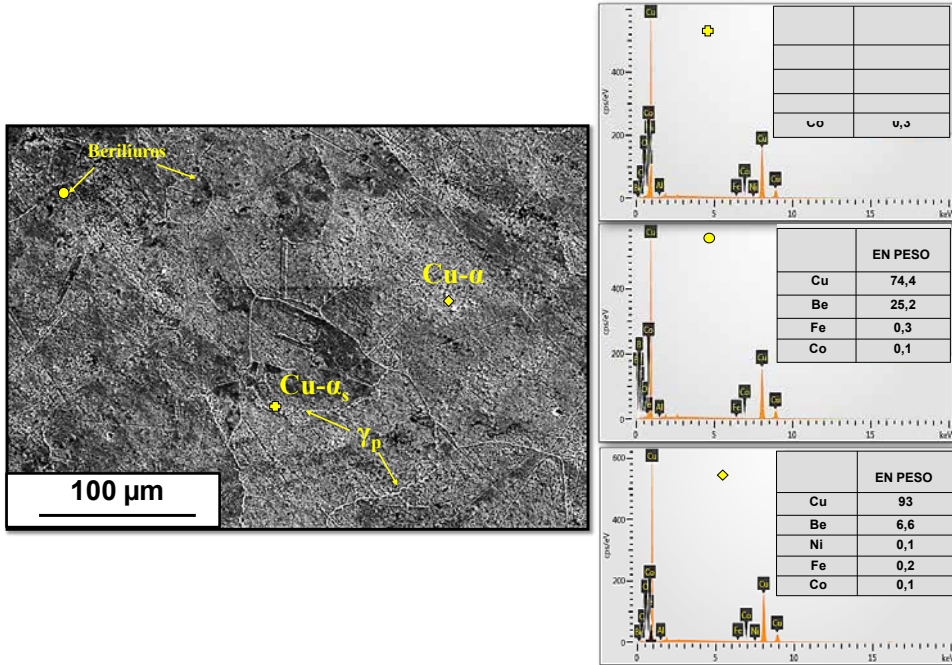 Beriliuros
Cu-α
Cu-αs
γp
100 µm
Cu
400
200
0
cps/eV
Co
C
Be
Al
Fe
Co
Ni
Cu
Cu
0
5
10
15
keV
Co 0,3
Cu
400
200
0
cps/eV
Co
Al
Fe
Co
Cu
Cu
0
5
10
15
keV
EN PESO
Cu 74,4
Be 25,2
Fe 0,3
Co 0,1
600
Cu
400
200
0
cps/eV
Co
C
Al
Fe
Co
Ni
Cu
Cu
0
5
10
15
keV
EN PESO
Cu 93
Be 6,6
Ni 0,1
Fe 0,2
Co 0,1